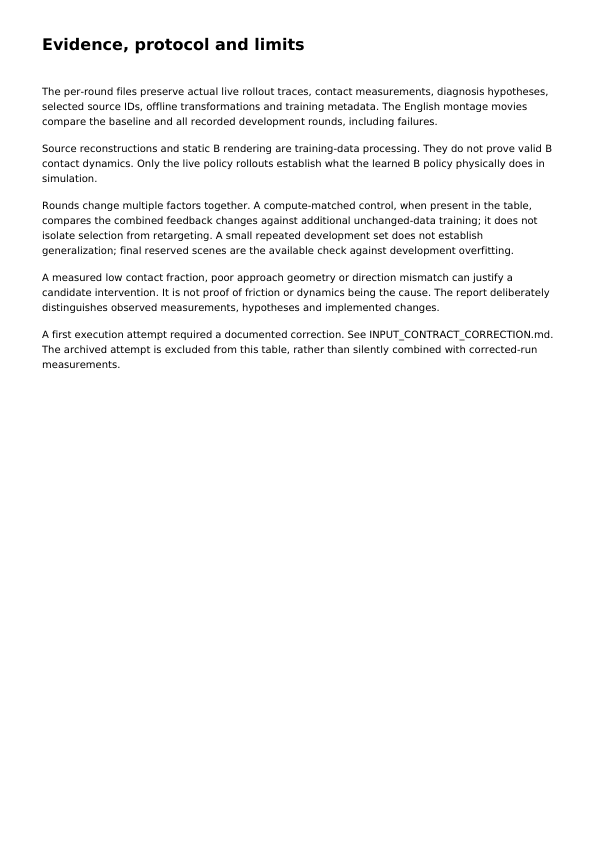 Evidence, protocol and limits
The per-round files preserve actual live rollout traces, contact measurements, diagnosis hypotheses,
selected source IDs, offline transformations and training metadata. The English montage movies
compare the baseline and all recorded development rounds, including failures.
Source reconstructions and static B rendering are training-data processing. They do not prove valid B
contact dynamics. Only the live policy rollouts establish what the learned B policy physically does in
simulation.
Rounds change multiple factors together. A compute-matched control, when present in the table,
compares the combined feedback changes against additional unchanged-data training; it does not
isolate selection from retargeting. A small repeated development set does not establish
generalization; final reserved scenes are the available check against development overfitting.
A measured low contact fraction, poor approach geometry or direction mismatch can justify a
candidate intervention. It is not proof of friction or dynamics being the cause. The report deliberately
distinguishes observed measurements, hypotheses and implemented changes.
A first execution attempt required a documented correction. See INPUT_CONTRACT_CORRECTION.md.
The archived attempt is excluded from this table, rather than silently combined with corrected-run
measurements.